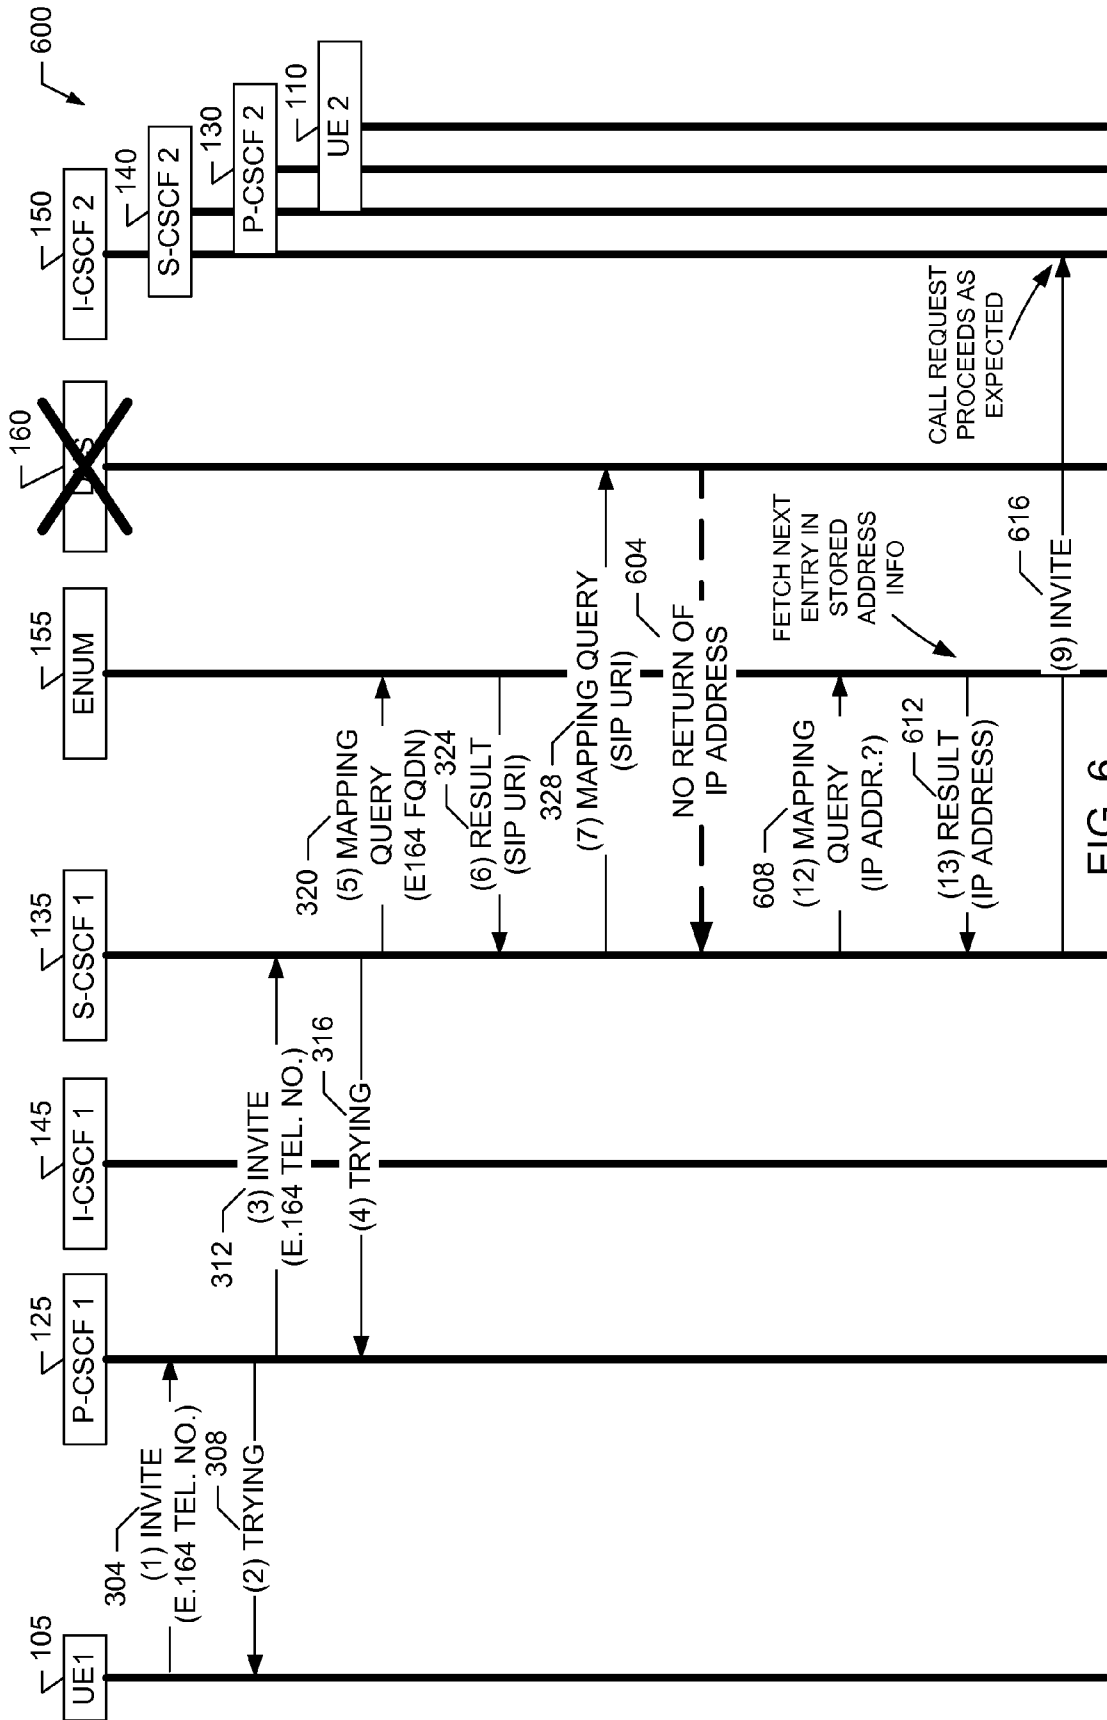 600
105
UE1
125
P-CSCF 1
145
I-CSCF 1
135
S-CSCF 1
155
ENUM
160
150
I-CSCF 2
140
S-CSCF 2
130
P-CSCF 2
110
UE 2
304
(1) INVITE
(E.164 TEL. NO.)
308
(2) TRYING
312
(3) INVITE
(E.164 TEL. NO.)
316
(4) TRYING
320
(5) MAPPING
QUERY
(E164 FQDN)
324
(6) RESULT
(SIP URI)
328
(7) MAPPING QUERY
(SIP URI)
604
NO RETURN OF
IP ADDRESS
608
(12) MAPPING
QUERY
(IP ADDR.?)
FETCH NEXT
ENTRY IN
STORED
ADDRESS
INFO
612
(13) RESULT
(IP ADDRESS)
616
(9) INVITE
CALL REQUEST
PROCEEDS AS
EXPECTED
FIG. 6